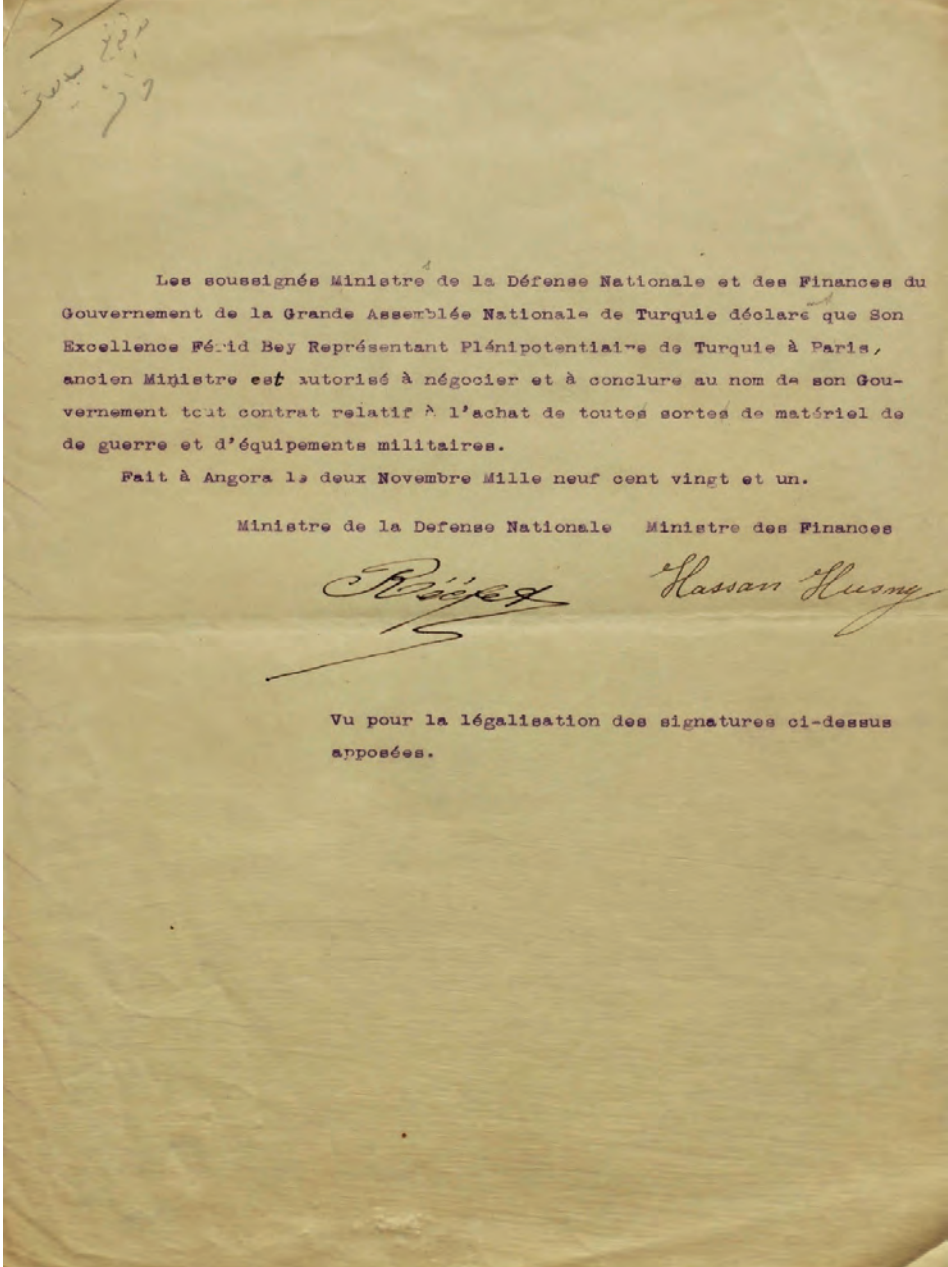 Les soussignés Ministres de la Défense Nationale et des Finances du
Gouvernement de la Grande Assemblée Nationale de Turquie déclare que Son
Excellence Férid Bey Représentant Plénipotentiaire de Turquie à Paris,
ancien Ministre est autorisé à négocier et à conclure au nom de son Gou-
vernement tout contrat relatif à l'achat de toutes sortes de matériel de
de guerre et d'équipements militaires.
Fait à Angora le deux Novembre Mille neuf cent vingt et un.
Ministre de la Defense Nationale Ministre des Finances
Hassan Husny
Vu pour la légalisation des signatures ci-dessus
apposées.